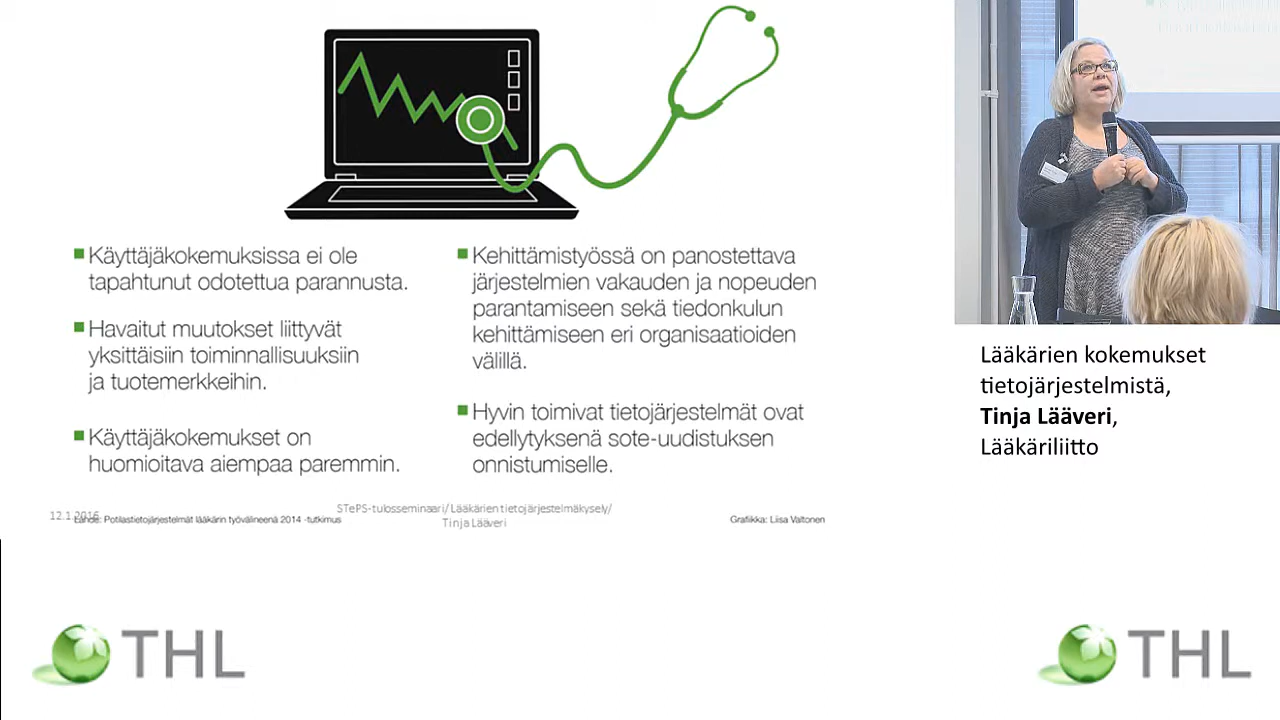 Käyttäjäkokemuksissa ei ole
tapahtunut odotettua parannusta.
Havaitut muutokset liittyvät
yksittäisiin toiminnallisuuksiin
ja tuotemerkkeihin.
Käyttäjäkokemukset on
huomioitava aiempaa paremmin.
Kehittämistyössä on panostettava
järjestelmien vakauden ja nopeuden
parantamiseen sekä tiedonkulun
kehittämiseen eri organisaatioiden
välillä.
Hyvin toimivat tietojärjestelmät ovat
edellytyksenä sote-uudistuksen
onnistumiselle.
12.1.2016
Lähde: Potilastietojärjestelmät lääkärin työvälineenä 2014 -tutkimus
STePS-tulosseminaari/ Lääkärien tietojärjestelmäkysely/
Tinja Lääveri
Grafiikka: Liisa Valtonen
Lääkärien kokemukset
tietojärjestelmistä,
Tinja Lääveri,
Lääkäriliitto
THL
THL